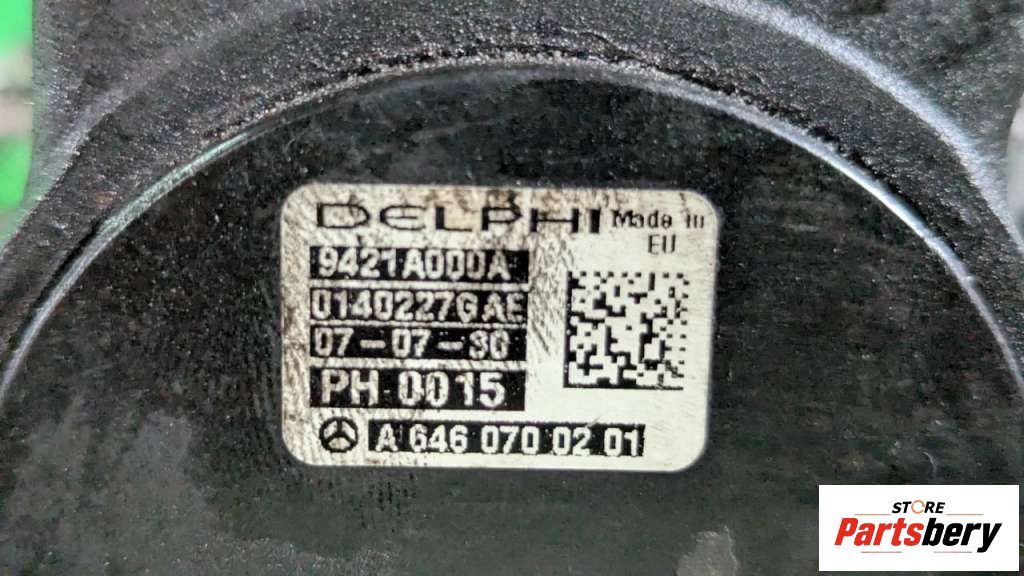 DELPHI Made in EU
9421A000A
0140227GAE
07-07-30
PH-0015
A 646 070 02 01
STORE
Partsbery